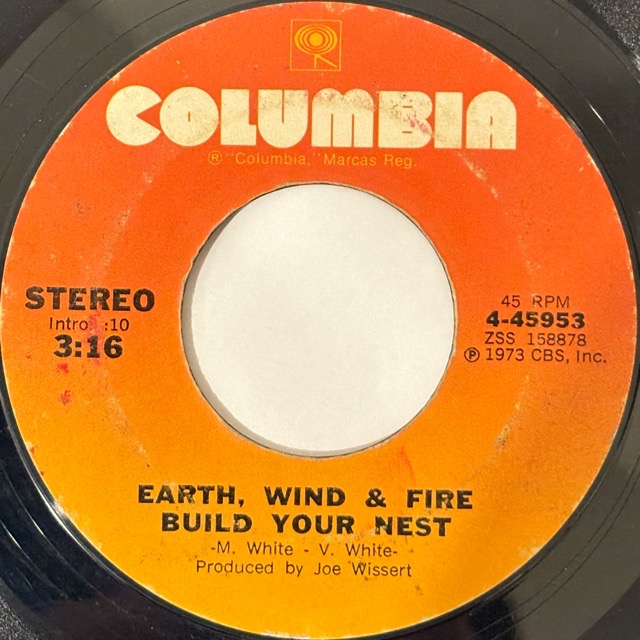 COLUMBIA
® "Columbia," Marcas Reg.
STEREO
Intro :10
3:16
45 RPM
4-45953
ZSS 158878
℗ 1973 CBS, Inc.
EARTH, WIND & FIRE
BUILD YOUR NEST
-M. White - V. White-
Produced by Joe Wissert